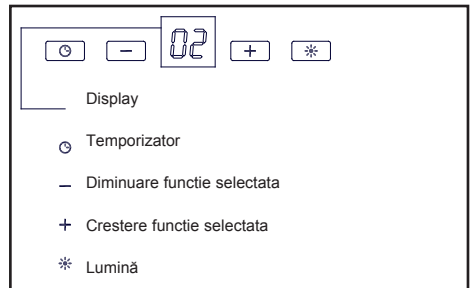 02
Display
Temporizator
Diminuare functie selectata
Crestere functie selectata
Lumină